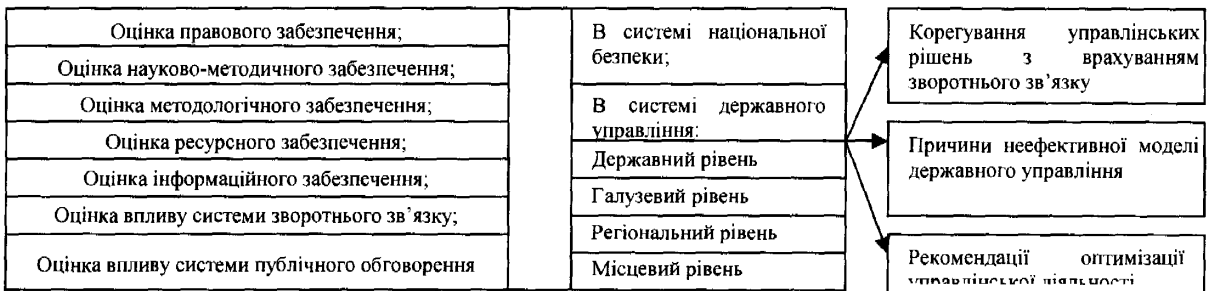 Оцінка правового забезпечення;
Оцінка науково-методичного забезпечення;
Оцінка методологічного забезпечення;
Оцінка ресурсного забезпечення;
Оцінка інформаційного забезпечення;
Оцінка впливу системи зворотнього зв’язку;
Оцінка впливу системи публічного обговорення
В системі національної
безпеки;
В системі державного
управління:
Державний рівень
Галузевий рівень
Регіональний рівень
Місцевий рівень
Корегування управлінських
рішень з врахуванням
зворотнього зв’язку
Причини неефективної моделі
державного управління
Рекомендації оптимізації
управлінської діяльності